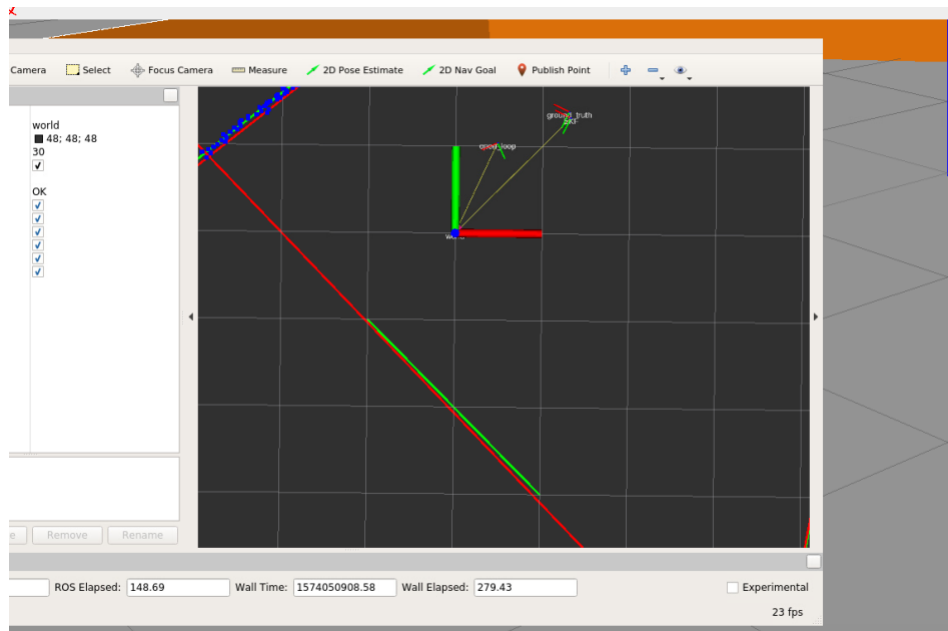 Camera Select Focus Camera Measure 2D Pose Estimate 2D Nav Goal Publish Point
world
48; 48; 48
30
OK
ground_truth
EKF
e Remove Rename
ROS Elapsed: 148.69 Wall Time: 1574050908.58 Wall Elapsed: 279.43 Experimental
23 fps